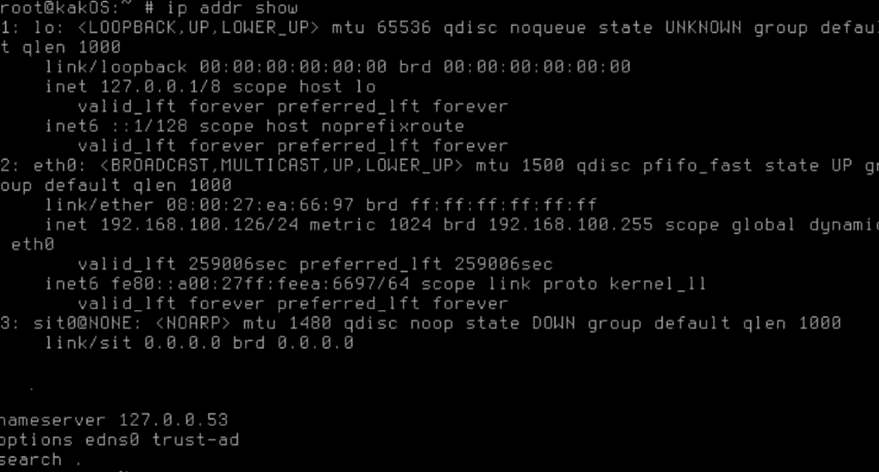 root@kakOS:~ # ip addr show
1: lo: <LOOPBACK,UP,LOWER_UP> mtu 65536 qdisc noqueue state UNKNOWN group defaul
t qlen 1000
    link/loopback 00:00:00:00:00:00 brd 00:00:00:00:00:00
    inet 127.0.0.1/8 scope host lo
       valid_lft forever preferred_lft forever
    inet6 ::1/128 scope host noprefixroute
       valid_lft forever preferred_lft forever
2: eth0: <BROADCAST,MULTICAST,UP,LOWER_UP> mtu 1500 qdisc pfifo_fast state UP gr
oup default qlen 1000
    link/ether 08:00:27:ea:66:97 brd ff:ff:ff:ff:ff:ff
    inet 192.168.100.126/24 metric 1024 brd 192.168.100.255 scope global dynamic
 eth0
       valid_lft 259006sec preferred_lft 259006sec
    inet6 fe80::a00:27ff:feea:6697/64 scope link proto kernel_ll
       valid_lft forever preferred_lft forever
3: sit0@NONE: <NOARP> mtu 1480 qdisc noop state DOWN group default qlen 1000
    link/sit 0.0.0.0 brd 0.0.0.0
nameserver 127.0.0.53
options edns0 trust-ad
search .